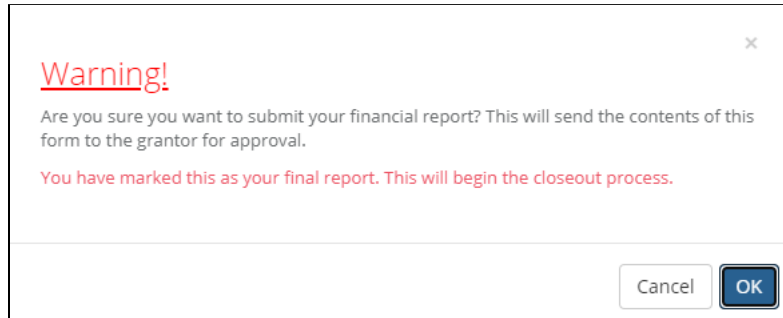 ×
Warning!
Are you sure you want to submit your financial report? This will send the contents of this
form to the grantor for approval.
You have marked this as your final report. This will begin the closeout process.
Cancel OK